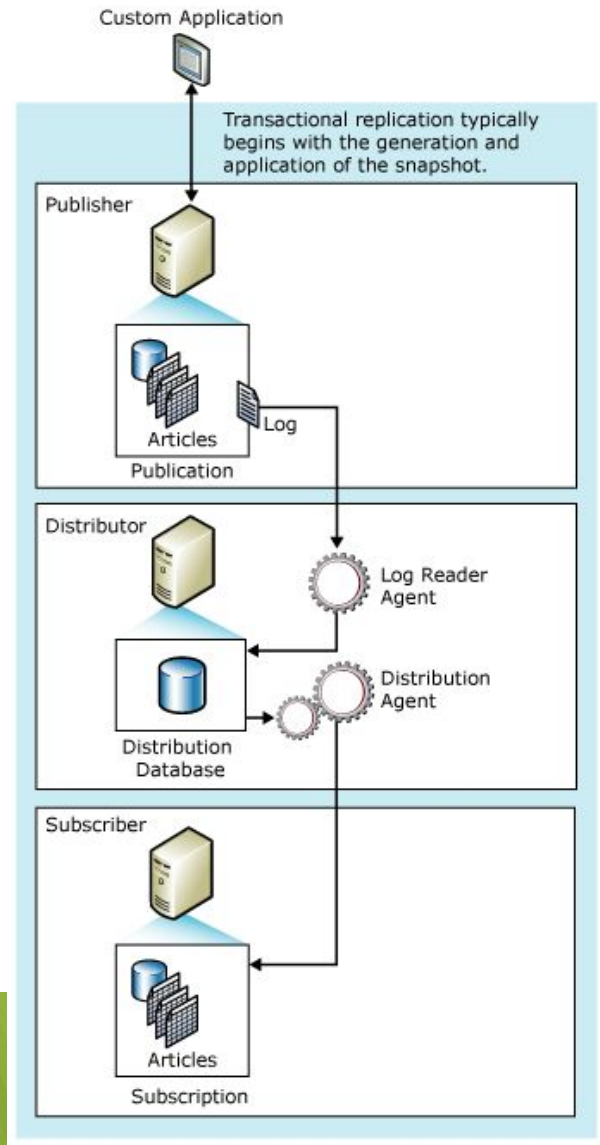 Custom Application
Transactional replication typically
begins with the generation and
application of the snapshot.
Publisher
Log
Articles
Publication
Distributor
Log Reader
Agent
Distribution
Agent
Distribution
Database
Subscriber
Articles
Subscription